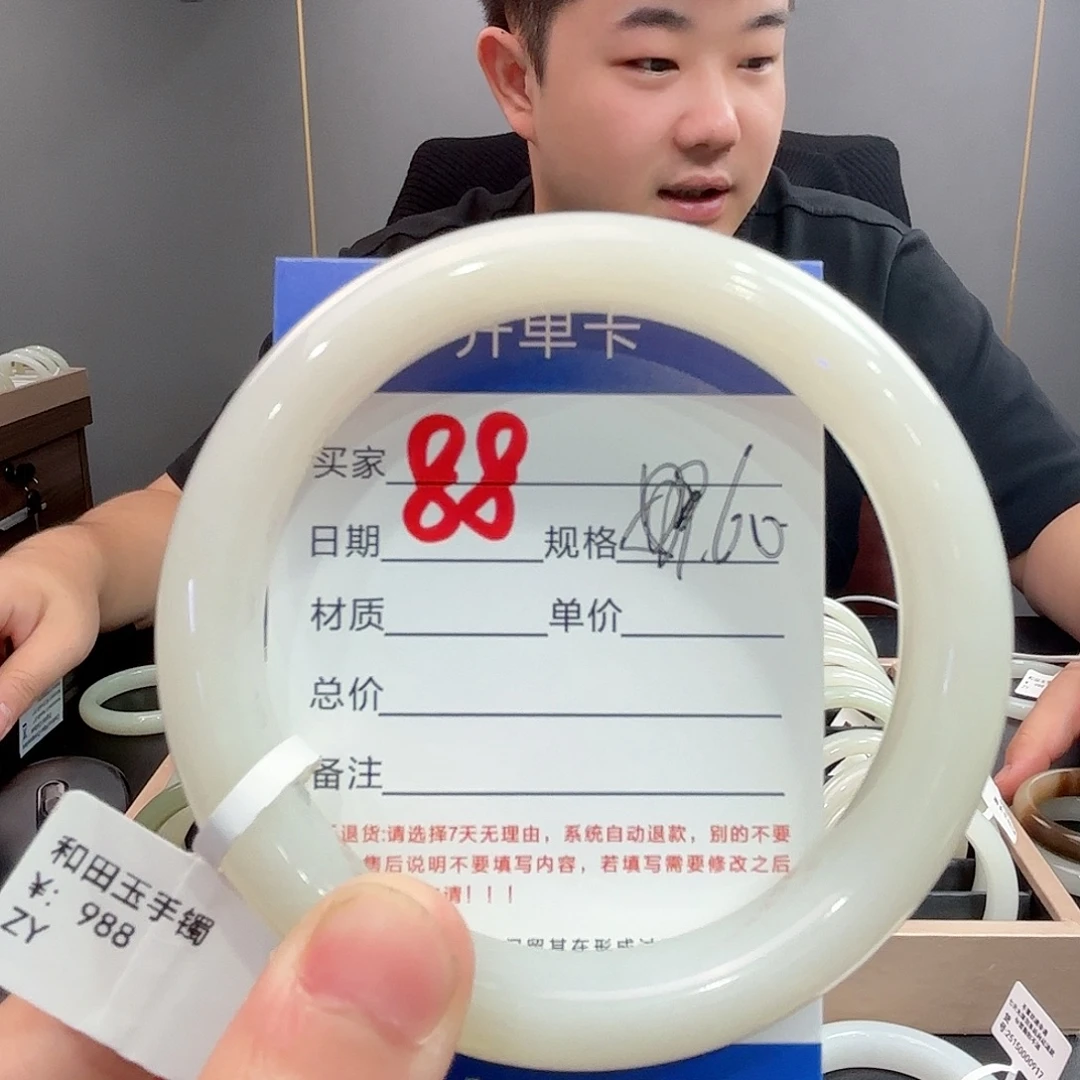 开单卡
买家 88
日期 规格
材质 单价
总价
备注
退货:请选择7天无理由，系统自动退款，别的不要
售后说明不要填写内容，若填写需要修改之后
请！！！
和田玉手镯
: 988
ZY